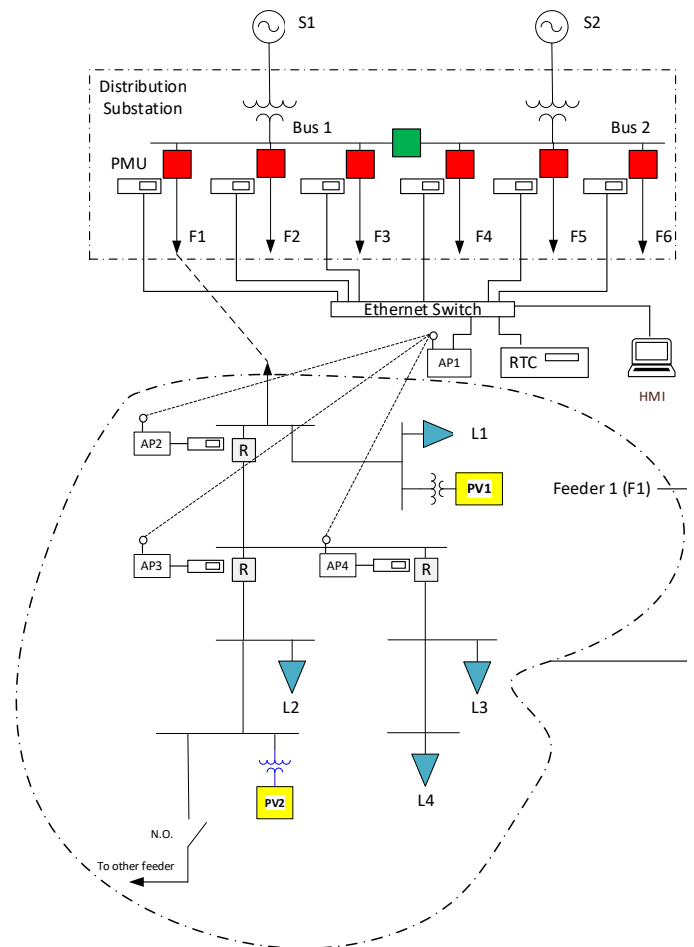 S1
S2
Distribution
Substation
Bus 1
Bus 2
PMU
F1
F2
F3
F4
F5
F6
Ethernet Switch
AP1
RTC
HMI
AP2
R
L1
PV1
Feeder 1 (F1)
AP3
R
AP4
R
L2
L3
PV2
L4
N.O.
To other feeder